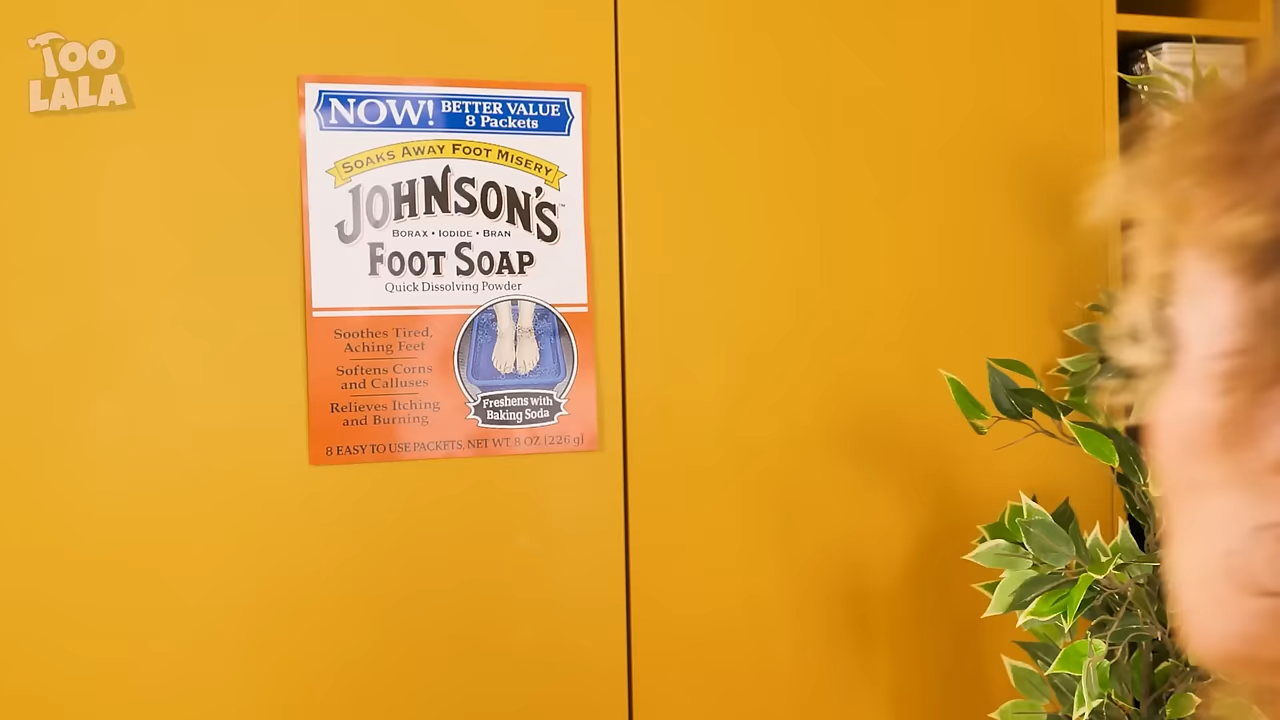 TOO
LALA
NOW! BETTER VALUE
8 Packets
SOAKS AWAY FOOT MISERY
JOHNSON'S™
BORAX • IODIDE • BRAN
FOOT SOAP
Quick Dissolving Powder
Soothes Tired,
Aching Feet
Softens Corns
and Calluses
Relieves Itching
and Burning
Freshens with
Baking Soda
8 EASY TO USE PACKETS, NET WT. 8 OZ. (226 g)